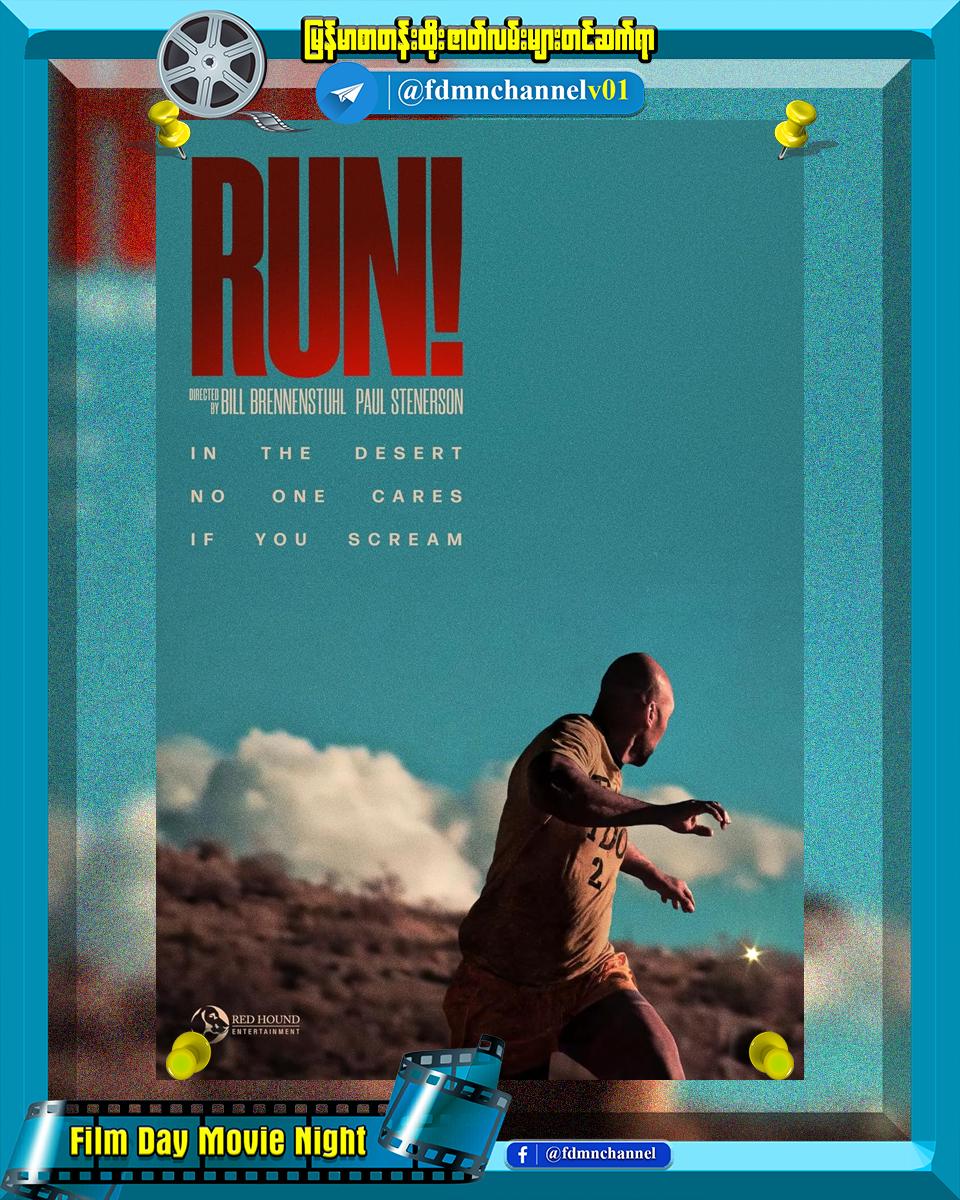 မြန်မာစာတန်းထိုးဇာတ်လမ်းများတင်ဆက်ရာ
@fdmnchannelv01
RUN!
DIRECTED BY BILL BRENNENSTUHL PAUL STENERSON
IN THE DESERT
NO ONE CARES
IF YOU SCREAM
2
RED HOUND
ENTERTAINMENT
Film Day Movie Night
@fdmnchannel